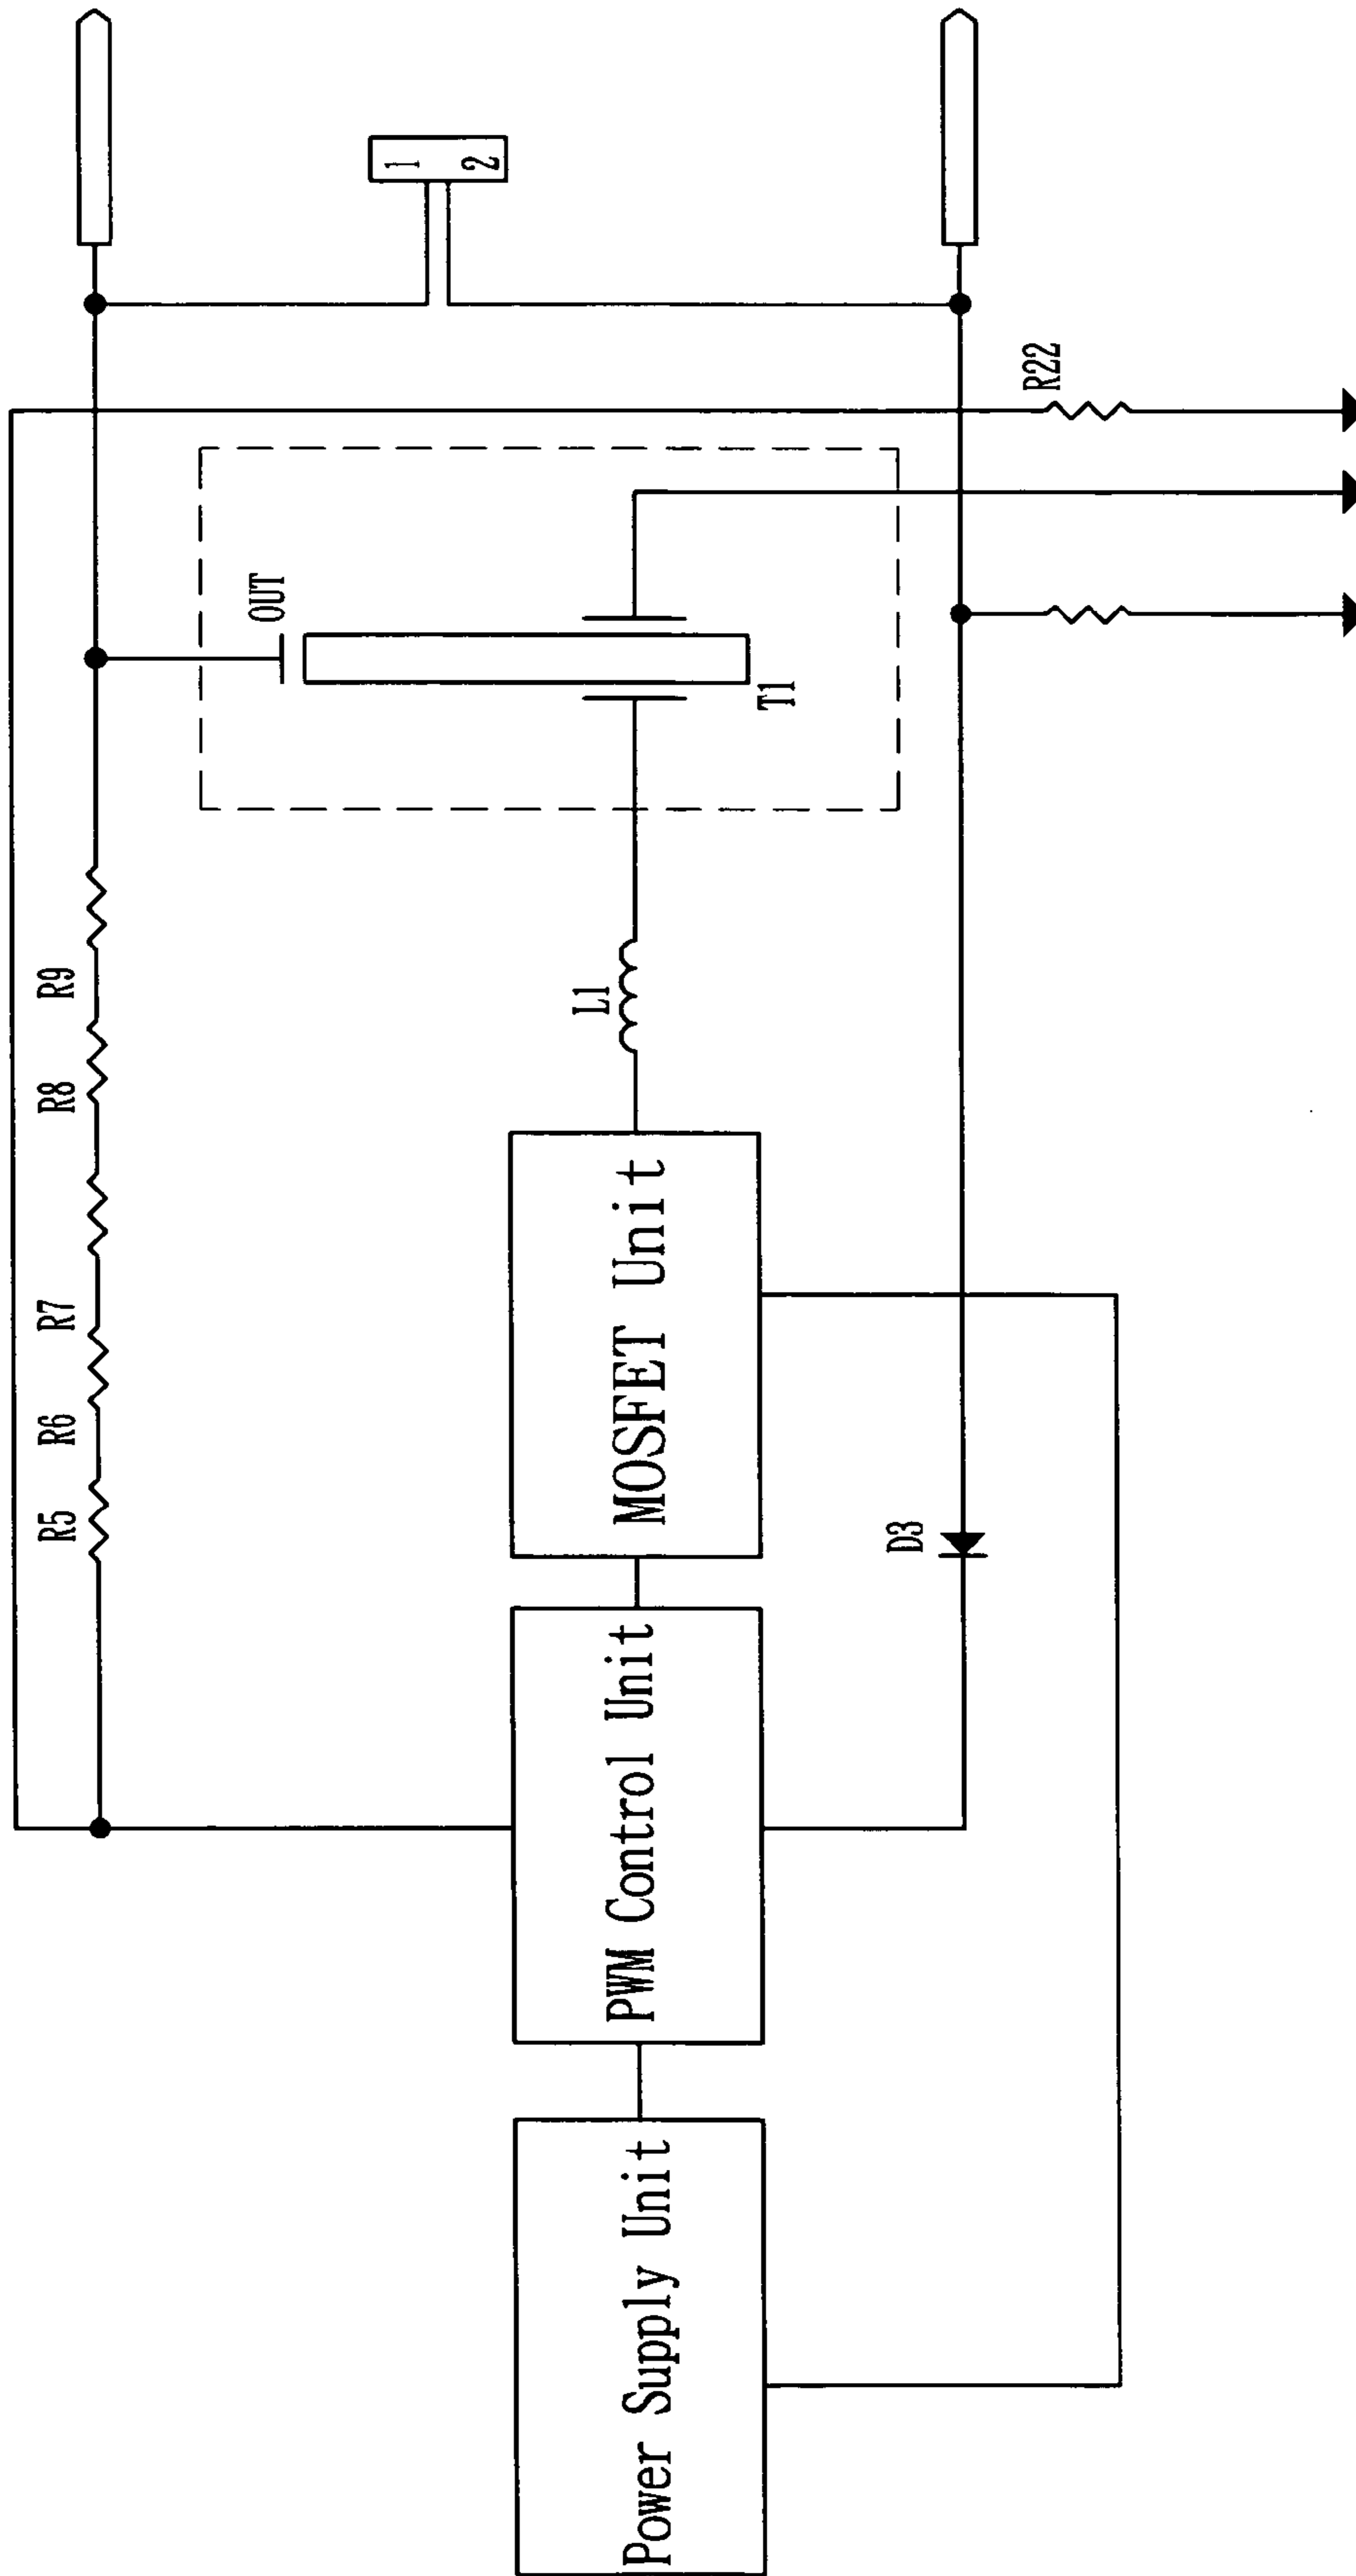 Power Supply Unit
PWM Control Unit
MOSFET Unit
R5
R6
R7
R8
R9
L1
T1
OUT
D3
R22
1
2